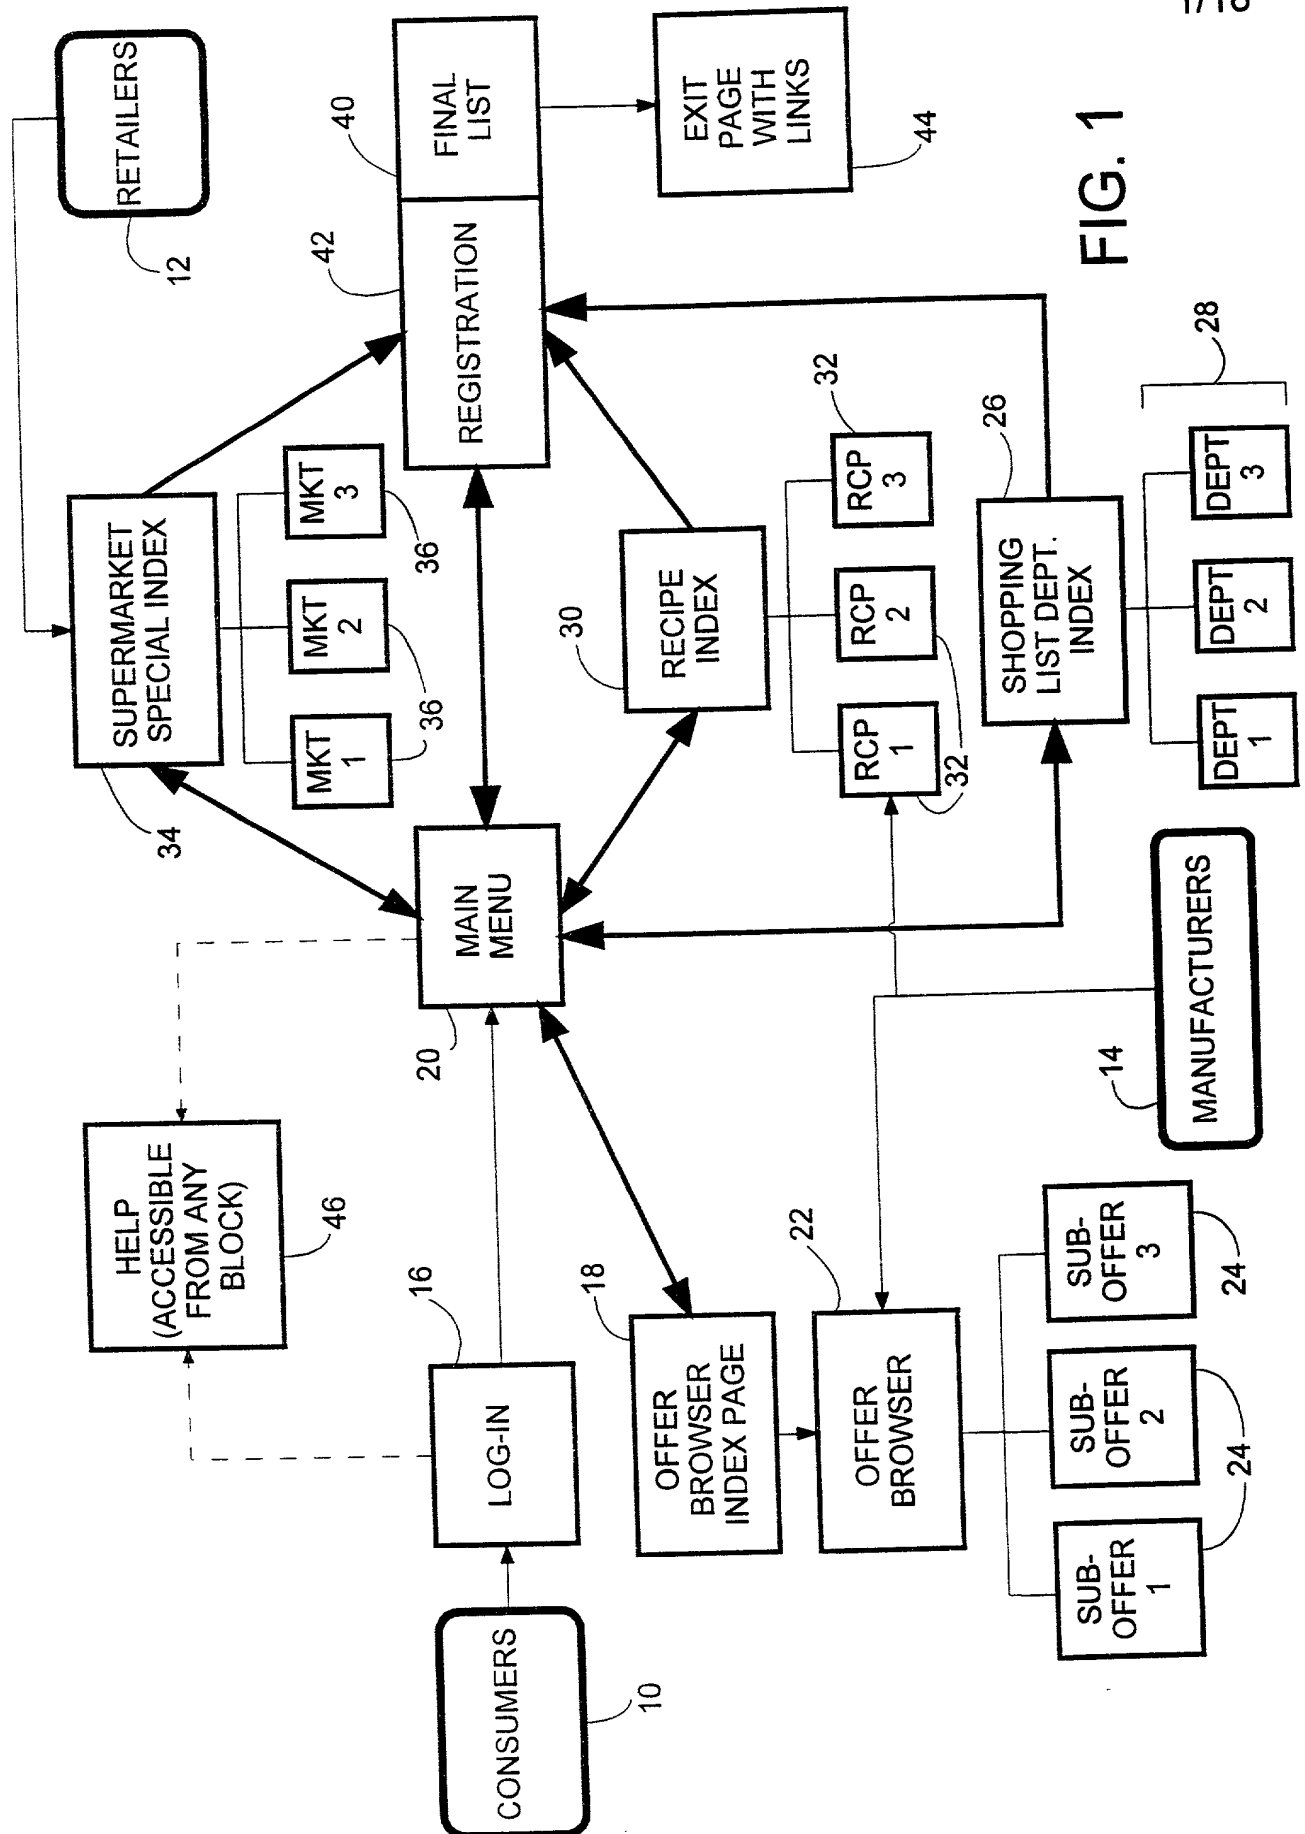 RETAILERS
12
SUPERMARKET
SPECIAL INDEX
34
MKT
1
MKT
2
MKT
3
36
36
HELP
(ACCESSIBLE
FROM ANY
BLOCK)
46
CONSUMERS
10
LOG-IN
16
MAIN
MENU
20
REGISTRATION
42
FINAL
LIST
40
EXIT
PAGE
WITH
LINKS
44
OFFER
BROWSER
INDEX PAGE
18
RECIPE
INDEX
30
RCP
1
RCP
2
RCP
3
32
32
OFFER
BROWSER
22
SUB-
OFFER
1
SUB-
OFFER
2
SUB-
OFFER
3
24
24
SHOPPING
LIST DEPT.
INDEX
26
DEPT
1
DEPT
2
DEPT
3
28
MANUFACTURERS
14
FIG. 1